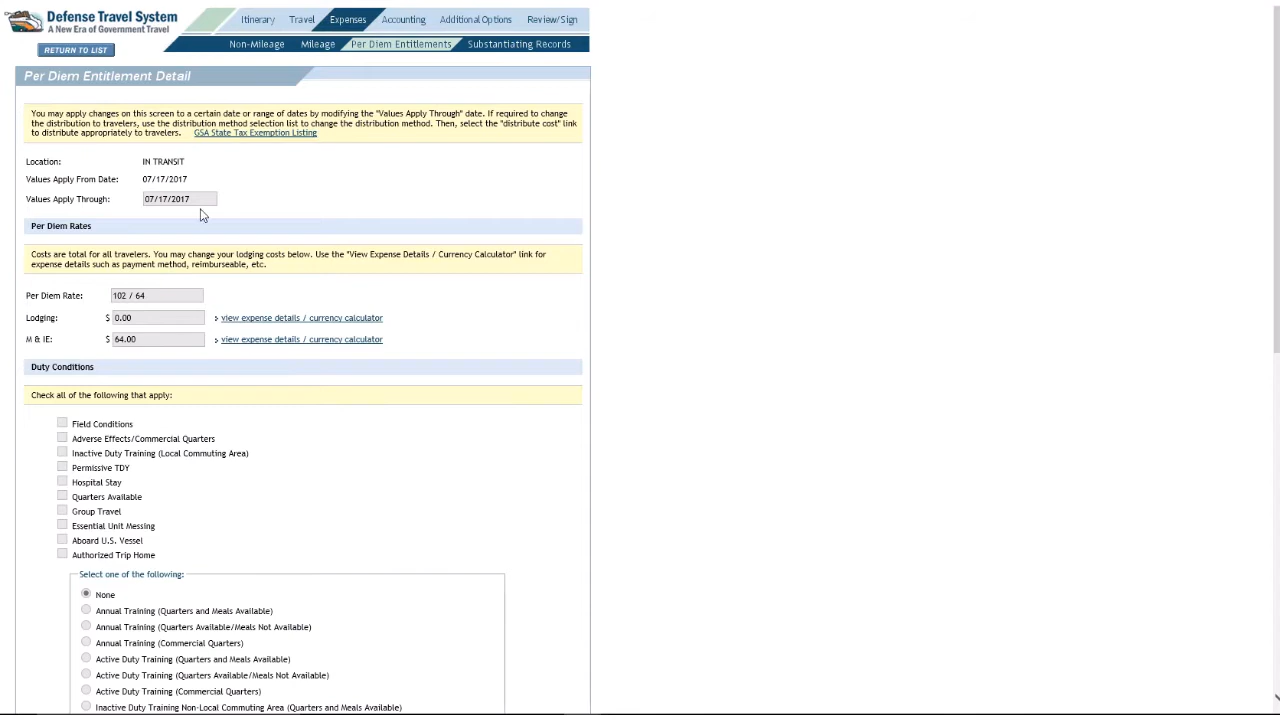 Defense Travel System
A New Era of Government Travel
RETURN TO LIST
Itinerary Travel Expenses Accounting Additional Options Review/Sign
Non-Mileage Mileage Per Diem Entitlements Substantiating Records
Per Diem Entitlement Detail
You may apply changes on this screen to a certain date or range of dates by modifying the "Values Apply Through" date. If required to change
the distribution to travelers, use the distribution method selection list to change the distribution method. Then, select the "distribute cost" link
to distribute appropriately to travelers. GSA State Tax Exemption Listing
Location: IN TRANSIT
Values Apply From Date: 07/17/2017
Values Apply Through: 07/17/2017
Per Diem Rates
Costs are total for all travelers. You may change your lodging costs below. Use the "View Expense Details / Currency Calculator" link for
expense details such as payment method, reimburseable, etc.
Per Diem Rate: 102 / 64
Lodging: $ 0.00 > view expense details / currency calculator
M & IE: $ 64.00 > view expense details / currency calculator
Duty Conditions
Check all of the following that apply:
Field Conditions
Adverse Effects/Commercial Quarters
Inactive Duty Training (Local Commuting Area)
Permissive TDY
Hospital Stay
Quarters Available
Group Travel
Essential Unit Messing
Aboard U.S. Vessel
Authorized Trip Home
Select one of the following:
None
Annual Training (Quarters and Meals Available)
Annual Training (Quarters Available/Meals Not Available)
Annual Training (Commercial Quarters)
Active Duty Training (Quarters and Meals Available)
Active Duty Training (Quarters Available/Meals Not Available)
Active Duty Training (Commercial Quarters)
Inactive Duty Training Non-Local Commuting Area (Quarters and Meals Available)